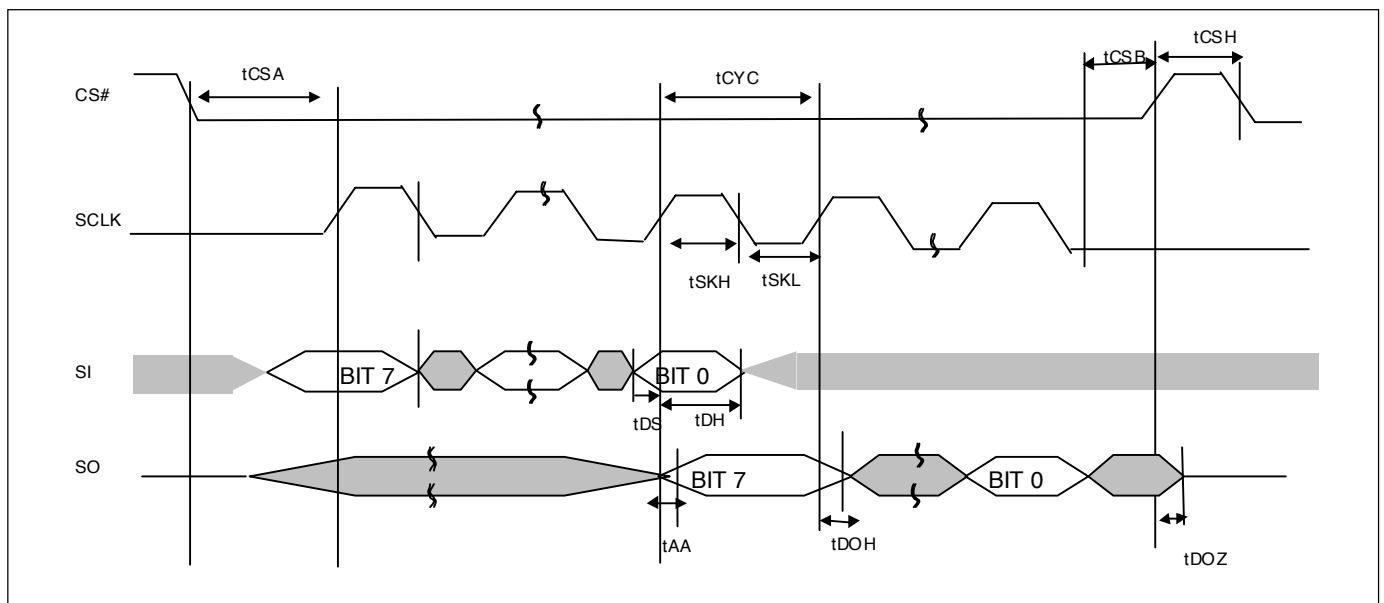 tCSA
tCYC
tCSB
tCSH
CS#
SCLK
tSKH
tSKL
SI
BIT 7
BIT 0
tDS
tDH
SO
BIT 7
BIT 0
tAA
tDOH
tDOZ